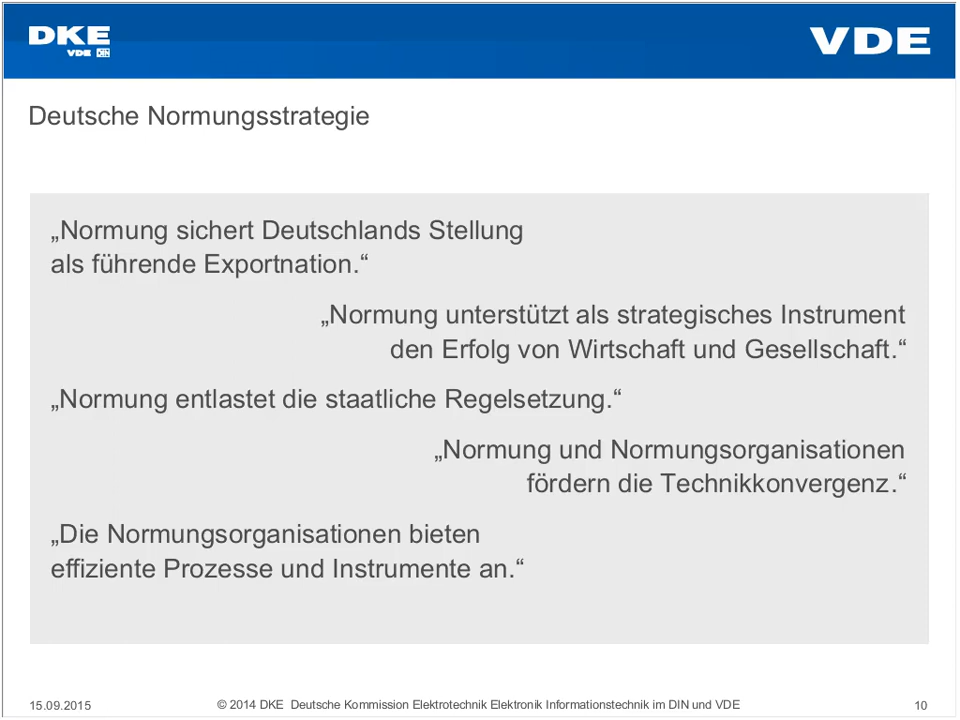 DKE
VDE DIN
VDE
Deutsche Normungsstrategie
„Normung sichert Deutschlands Stellung
als führende Exportnation.“
„Normung unterstützt als strategisches Instrument
den Erfolg von Wirtschaft und Gesellschaft.“
„Normung entlastet die staatliche Regelsetzung.“
„Normung und Normungsorganisationen
fördern die Technikkonvergenz.“
„Die Normungsorganisationen bieten
effiziente Prozesse und Instrumente an.“
15.09.2015
© 2014 DKE Deutsche Kommission Elektrotechnik Elektronik Informationstechnik im DIN und VDE
10